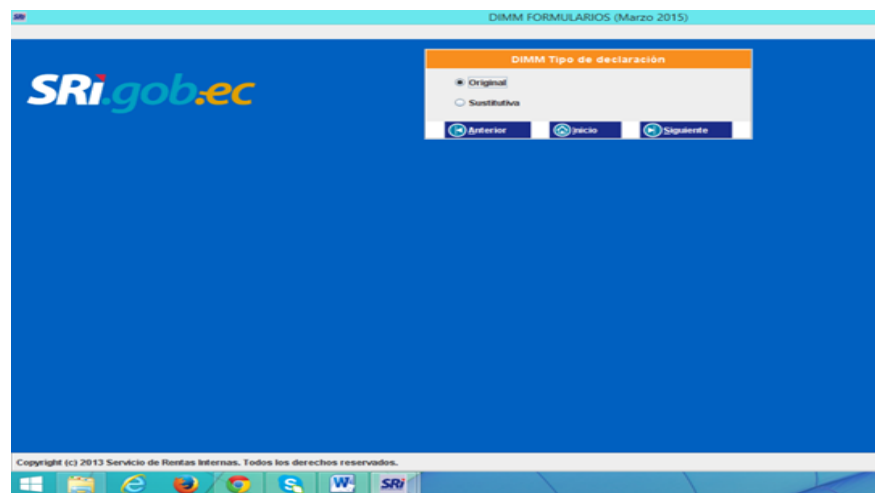 SRi
DIMM FORMULARIOS (Marzo 2015)
SRi.gob.ec
DIMM Tipo de declaración
Original
Sustitutiva
Anterior
Inicio
Siguiente
Copyright (c) 2013 Servicio de Rentas Internas. Todos los derechos reservados.
SRi